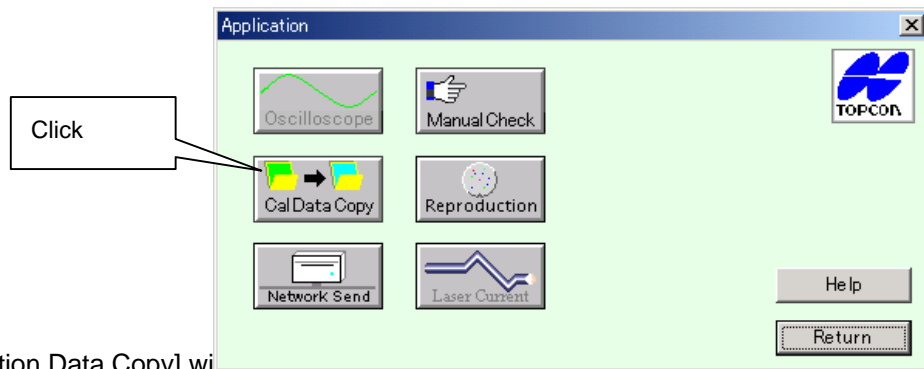 Application
Oscilloscope
Manual Check
TOPCON
Click
Cal Data Copy
Reproduction
Network Send
Laser Current
Help
Return
tion Data Copy] wi